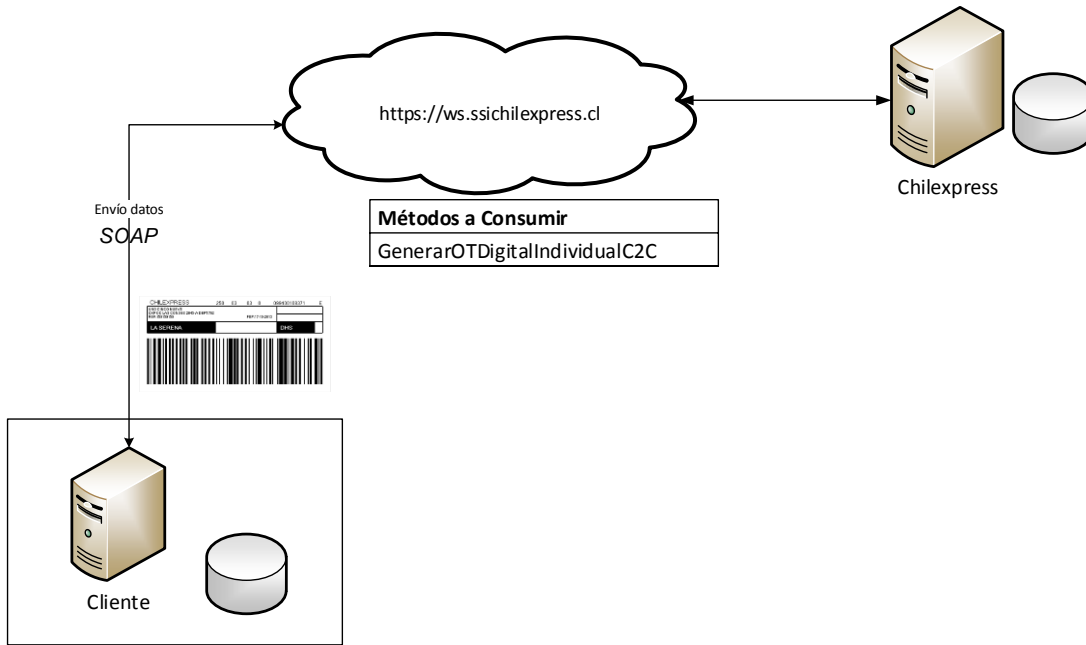 https://ws.ssichilexpress.cl
Chilexpress
Envío datos
SOAP
Métodos a Consumir
GenerarOTDigitalIndividualC2C
CHILEXPRESS
LA SERENA DHS
Cliente